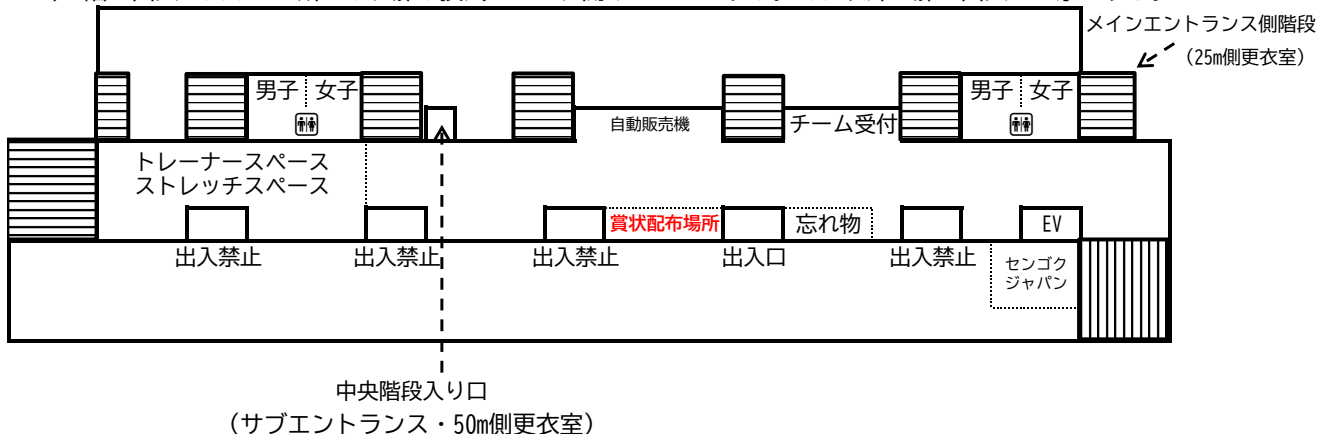 メインエントランス側階段
(25m側更衣室)
男子 女子
男子 女子
自動販売機
チーム受付
トレーナースペース
ストレッチスペース
賞状配布場所
忘れ物
EV
出入禁止
出入禁止
出入禁止
出入口
出入禁止
センゴク
ジャパン
中央階段入り口
(サブエントランス・50m側更衣室)